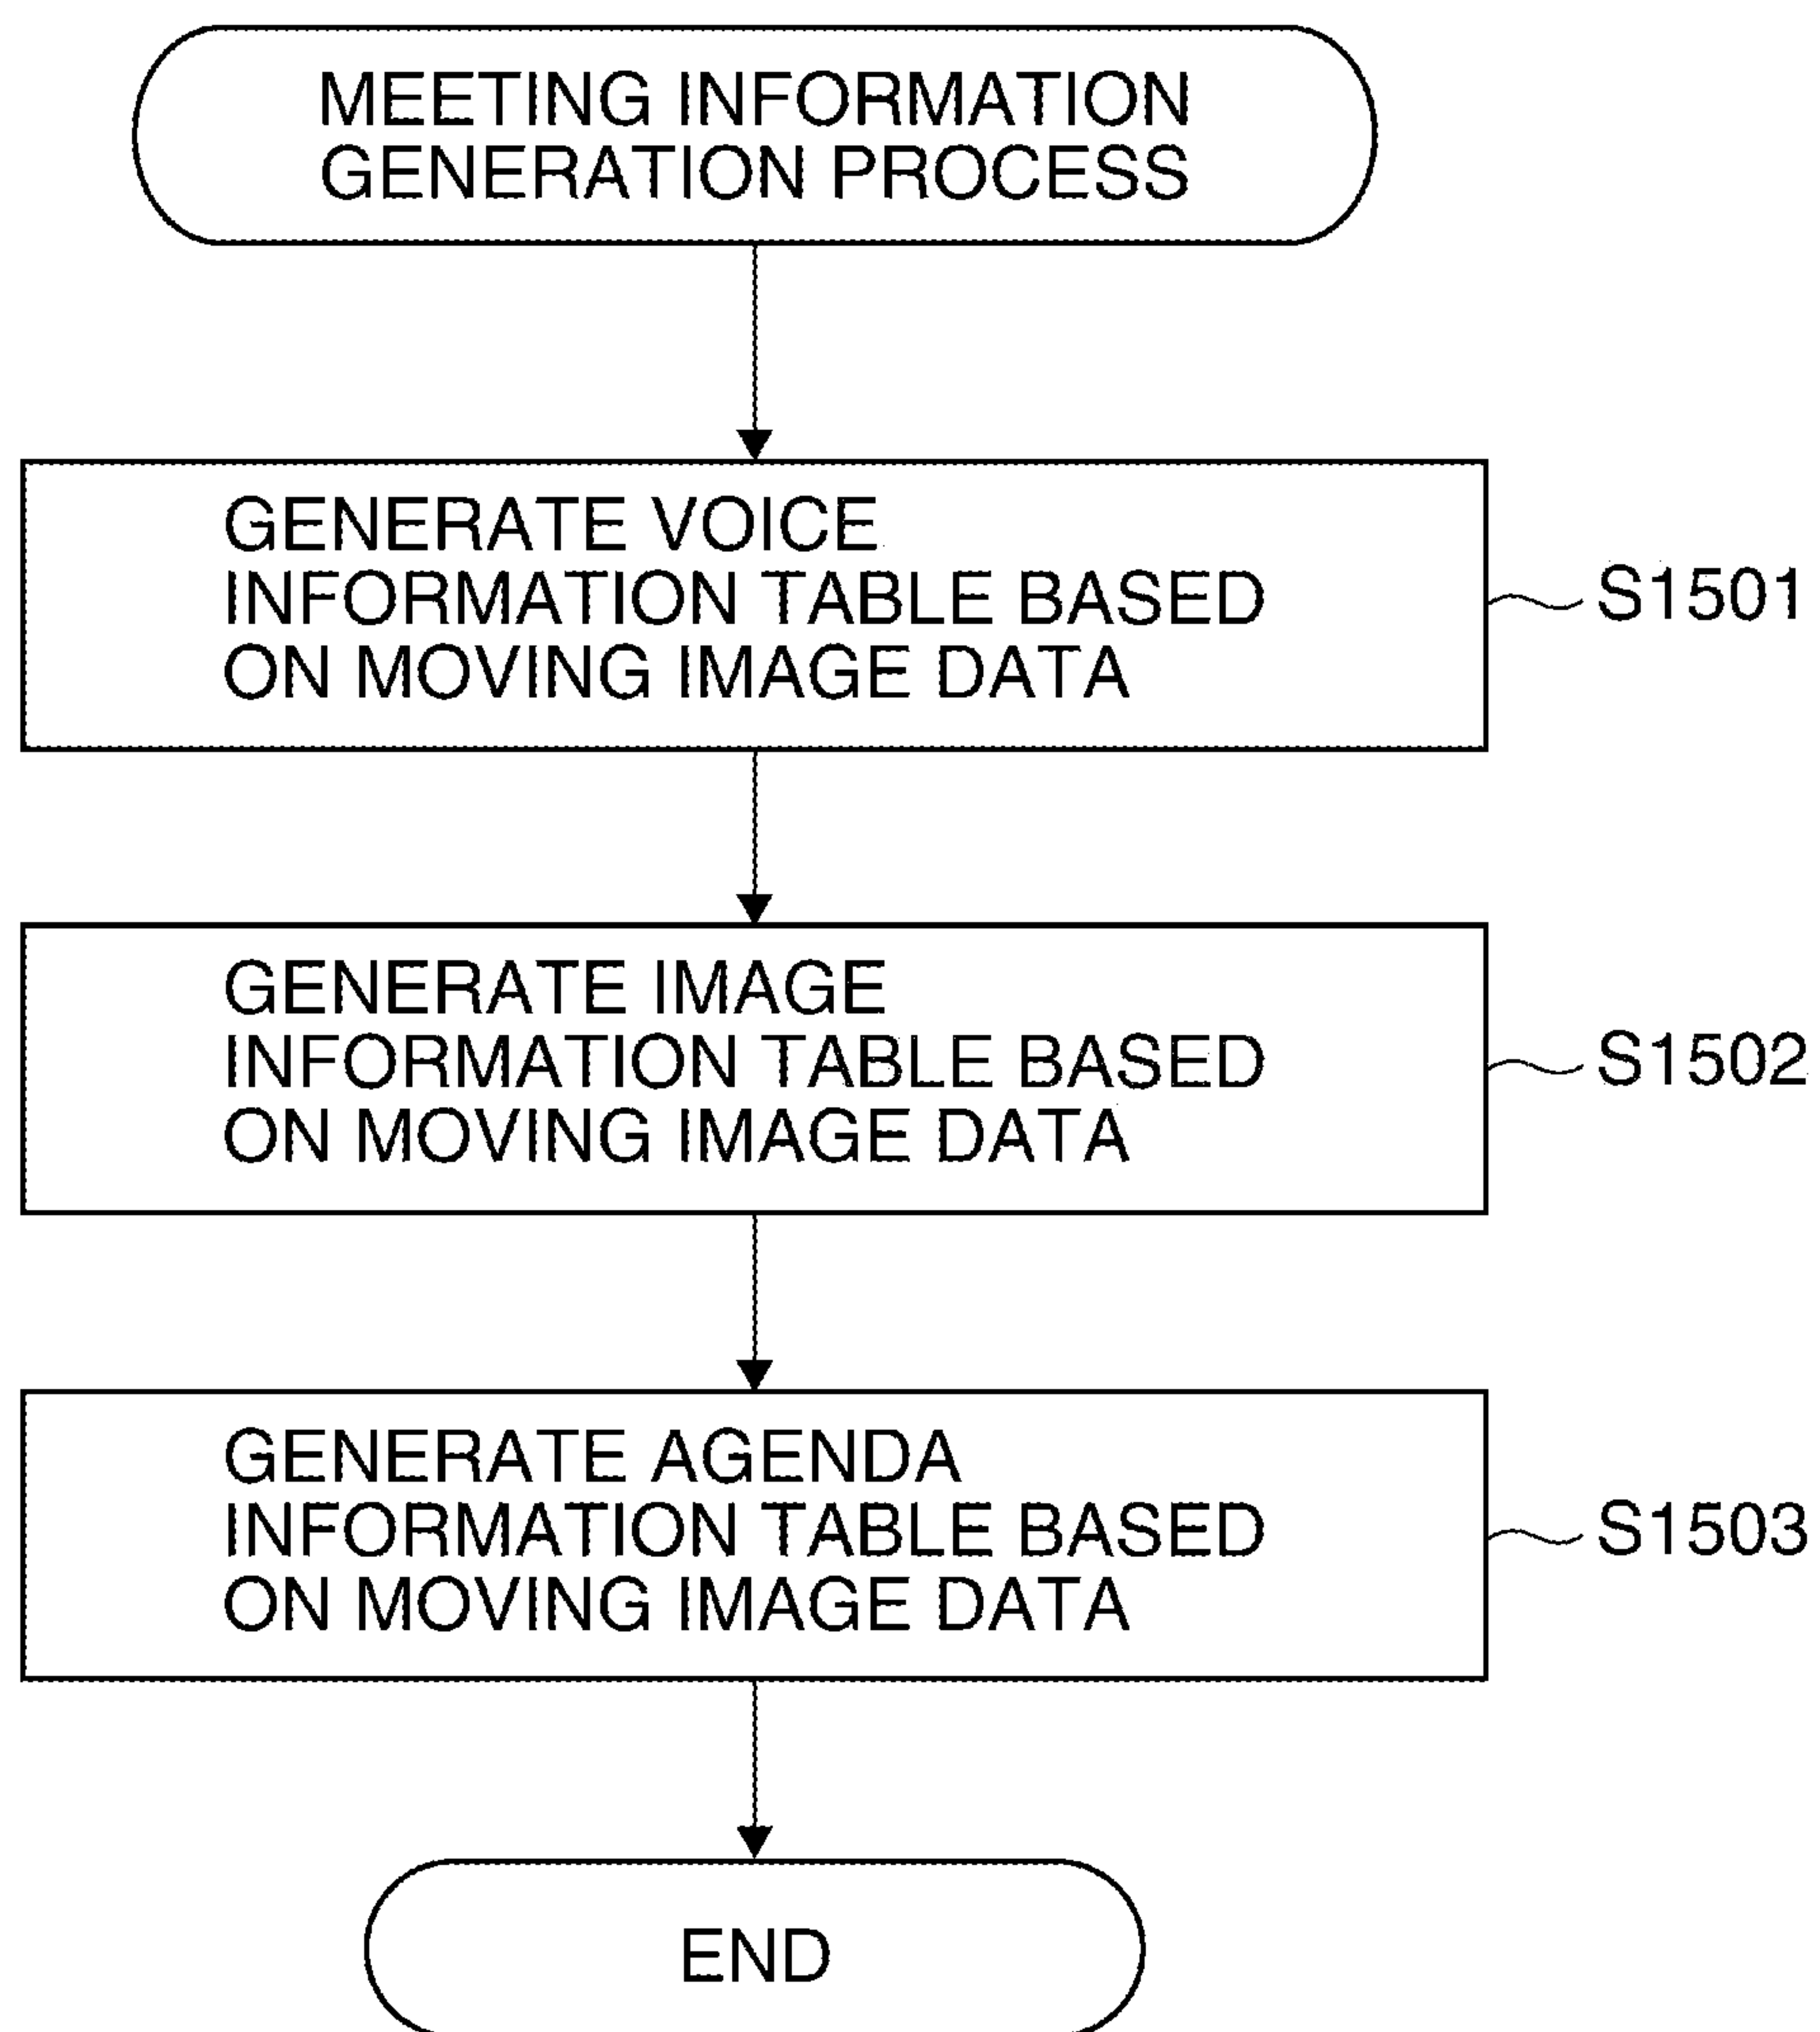 MEETING INFORMATION
GENERATION PROCESS
GENERATE VOICE
INFORMATION TABLE BASED
ON MOVING IMAGE DATA
S1501
GENERATE IMAGE
INFORMATION TABLE BASED
ON MOVING IMAGE DATA
S1502
GENERATE AGENDA
INFORMATION TABLE BASED
ON MOVING IMAGE DATA
S1503
END